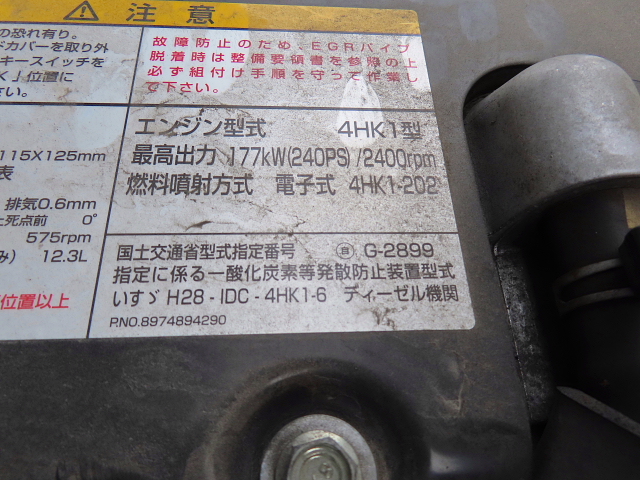 ⚠ 注 意
の恐れ有り。
ドカバーを取り外
キースイッチを
K」位置に
に。
故障防止のため、EGRパイプ
脱着時は整備要領書を参照の上
必ず組付け手順を守って作業し
て下さい。
115X125mm
表
排気0.6mm
上死点前 0°
575rpm
み) 12.3L
位置以上
エンジン型式 4HK1型
最高出力 177kW(240PS)/2400rpm
燃料噴射方式 電子式 4HK1-202
国土交通省型式指定番号 ㊞ G-2899
指定に係る一酸化炭素等発散防止装置型式
いすゞ H28 - IDC - 4HK1-6 ディーゼル機関
P.NO.8974894290